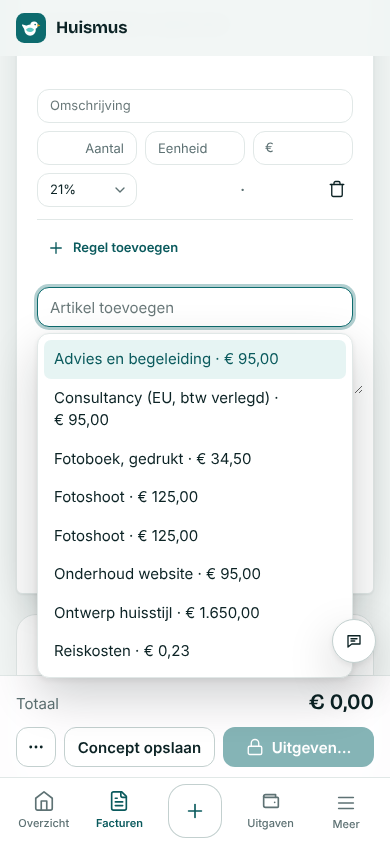 Huismus
Omschrijving
Aantal
Eenheid
€
21%
·
Regel toevoegen
Artikel toevoegen
Advies en begeleiding · € 95,00
Consultancy (EU, btw verlegd) ·
€ 95,00
Fotoboek, gedrukt · € 34,50
Fotoshoot · € 125,00
Fotoshoot · € 125,00
Onderhoud website · € 95,00
Ontwerp huisstijl · € 1.650,00
Reiskosten · € 0,23
Totaal
€ 0,00
Concept opslaan
Uitgeven...
Overzicht
Facturen
Uitgaven
Meer